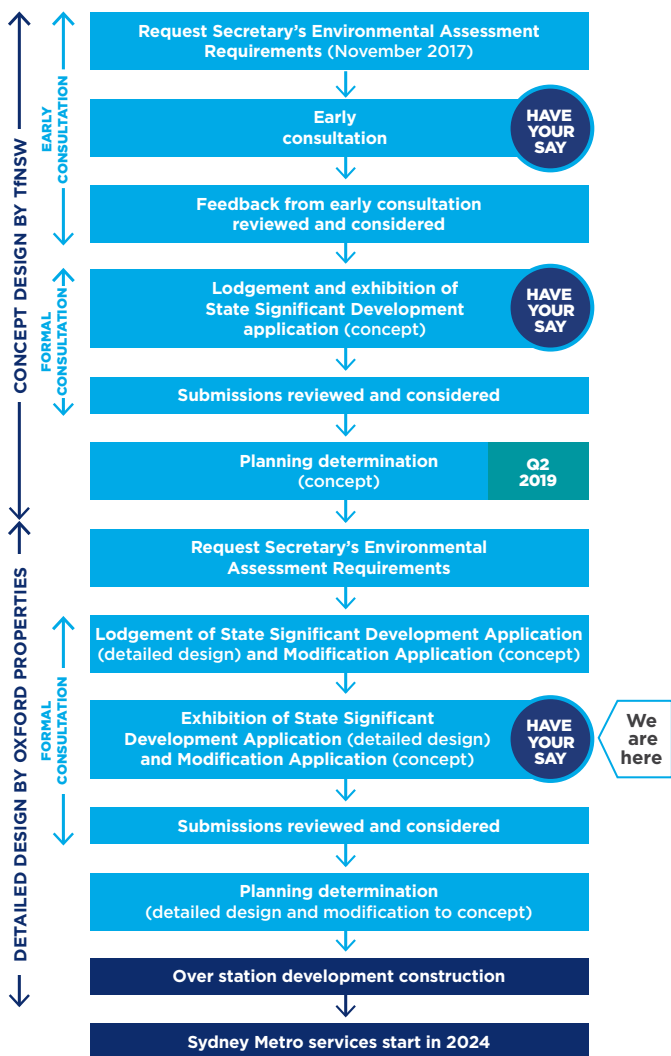 CONCEPT DESIGN BY TfNSW
EARLY
CONSULTATION
Request Secretary's Environmental Assessment
Requirements (November 2017)
Early
consultation
HAVE
YOUR
SAY
Feedback from early consultation
reviewed and considered
FORMAL
CONSULTATION
Lodgement and exhibition of
State Significant Development
application (concept)
HAVE
YOUR
SAY
Submissions reviewed and considered
Planning determination
(concept)
Q2
2019
DETAILED DESIGN BY OXFORD PROPERTIES
Request Secretary's Environmental
Assessment Requirements
FORMAL
CONSULTATION
Lodgement of State Significant Development Application
(detailed design) and Modification Application (concept)
Exhibition of State Significant
Development Application (detailed design)
and Modification Application (concept)
HAVE
YOUR
SAY
We
are
here
Submissions reviewed and considered
Planning determination
(detailed design and modification to concept)
Over station development construction
Sydney Metro services start in 2024